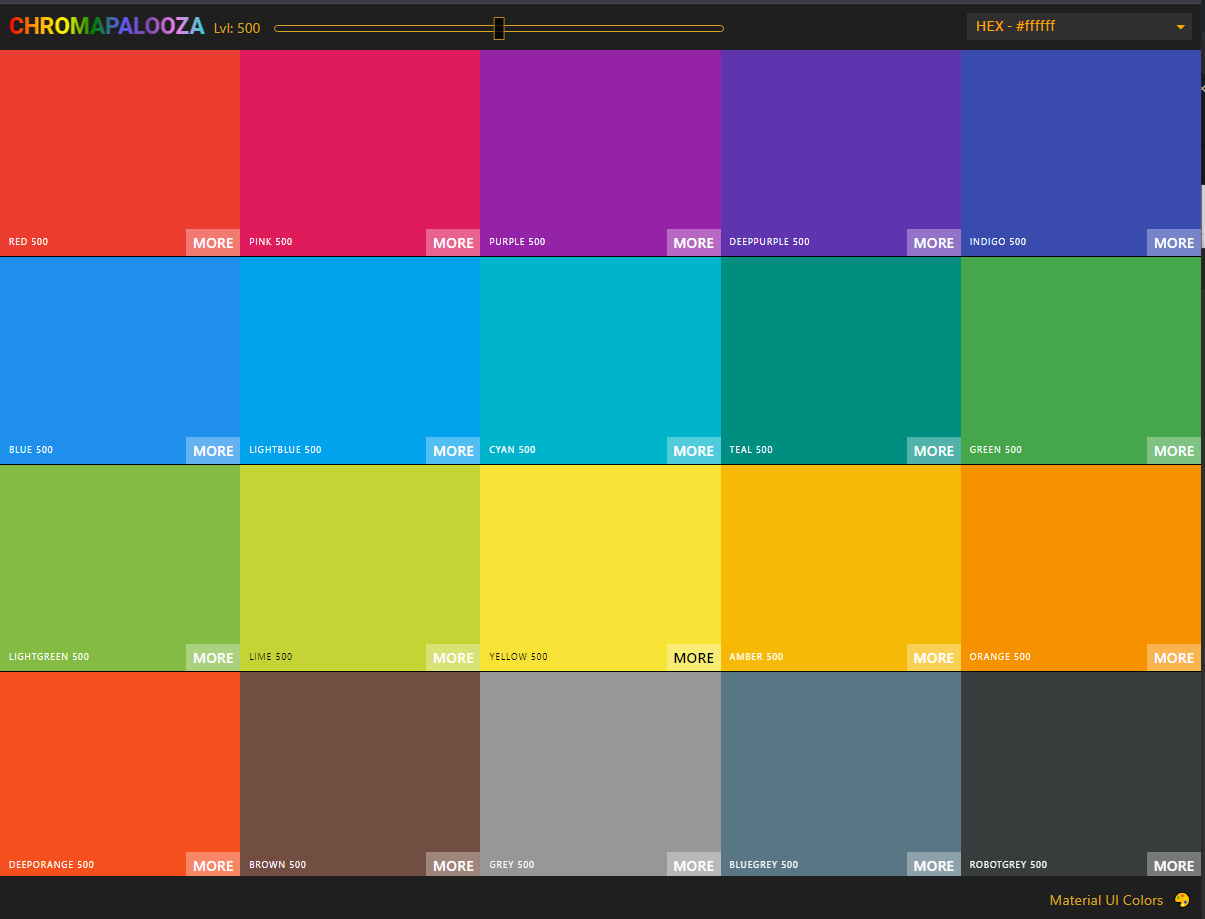 CHROMAPALOOZA Lvl: 500 HEX - #ffffff
RED 500 MORE PINK 500 MORE PURPLE 500 MORE DEEPPURPLE 500 MORE INDIGO 500 MORE
BLUE 500 MORE LIGHTBLUE 500 MORE CYAN 500 MORE TEAL 500 MORE GREEN 500 MORE
LIGHTGREEN 500 MORE LIME 500 MORE YELLOW 500 MORE AMBER 500 MORE ORANGE 500 MORE
DEEPORANGE 500 MORE BROWN 500 MORE GREY 500 MORE BLUEGREY 500 MORE ROBOTGREY 500 MORE
Material UI Colors